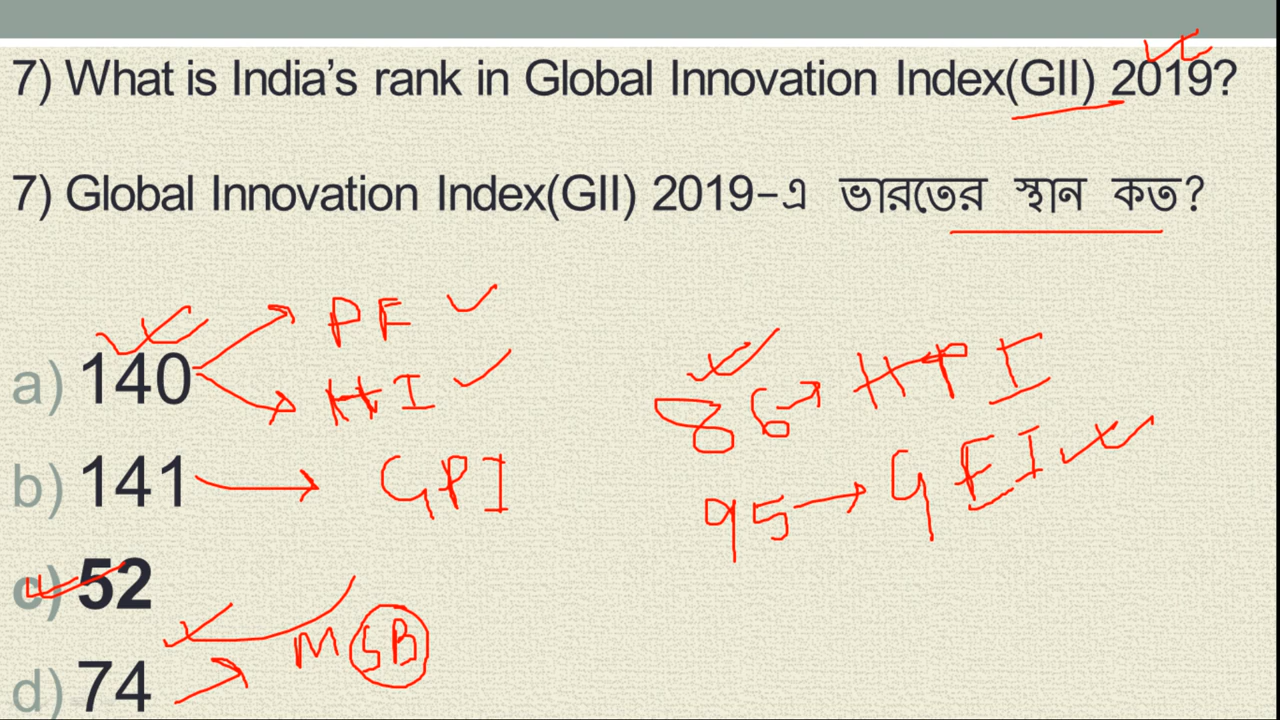 7) What is India's rank in Global Innovation Index(GII) 2019?
7) Global Innovation Index(GII) 2019-এ ভারতের স্থান কত?
a) 140
PF
HI
b) 141
GPI
c) 52
d) 74
MSB
86 → HPI
95 → GEI